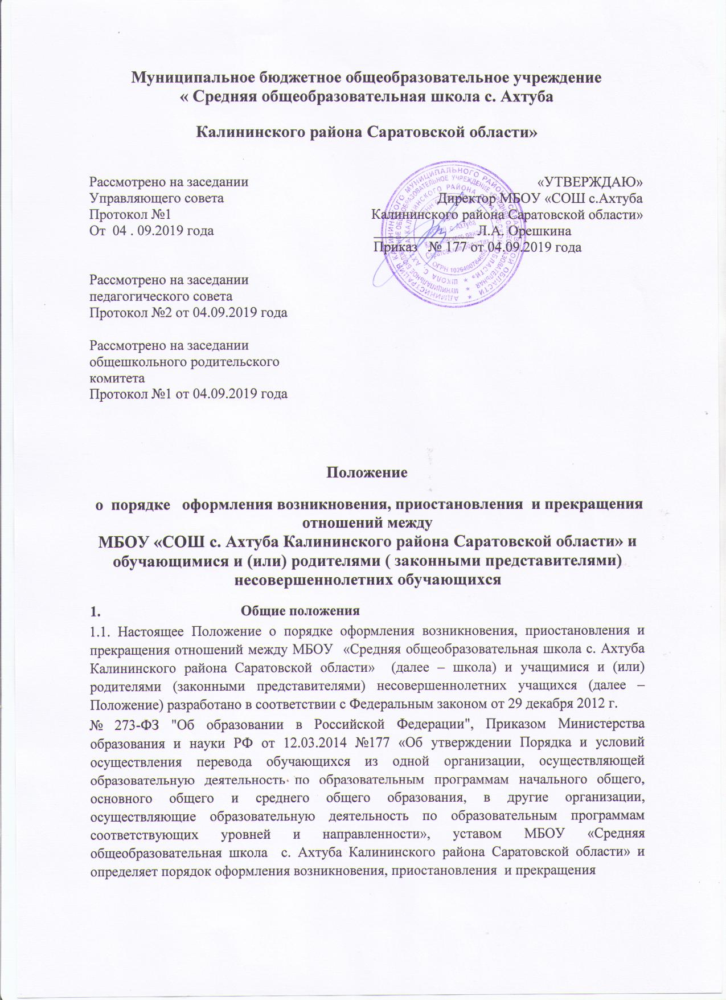 Муниципальное бюджетное общеобразовательное учреждение
« Средняя общеобразовательная школа с. Ахтуба
Калининского района Саратовской области»
Рассмотрено на заседании
Управляющего совета
Протокол №1
От 04 . 09.2019 года
«УТВЕРЖДАЮ»
Директор МБОУ «СОШ с.Ахтуба
Калининского района Саратовской области»
______________ Л.А. Орешкина
Приказ № 177 от 04.09.2019 года
Рассмотрено на заседании
педагогического совета
Протокол №2 от 04.09.2019 года
Рассмотрено на заседании
общешкольного родительского
комитета
Протокол №1 от 04.09.2019 года
Положение
о порядке оформления возникновения, приостановления и прекращения
отношений между
МБОУ «СОШ с. Ахтуба Калининского района Саратовской области» и
обучающимися и (или) родителями ( законными представителями)
несовершеннолетних обучающихся
1. Общие положения
1.1. Настоящее Положение о порядке оформления возникновения, приостановления и
прекращения отношений между МБОУ «Средняя общеобразовательная школа с. Ахтуба
Калининского района Саратовской области» (далее – школа) и учащимися и (или)
родителями (законными представителями) несовершеннолетних учащихся (далее –
Положение) разработано в соответствии с Федеральным законом от 29 декабря 2012 г.
№ 273-ФЗ "Об образовании в Российской Федерации", Приказом Министерства
образования и науки РФ от 12.03.2014 №177 «Об утверждении Порядка и условий
осуществления перевода обучающихся из одной организации, осуществляющей
образовательную деятельность по образовательным программам начального общего,
основного общего и среднего общего образования, в другие организации,
осуществляющие образовательную деятельность по образовательным программам
соответствующих уровней и направленности», уставом МБОУ «Средняя
общеобразовательная школа с. Ахтуба Калининского района Саратовской области» и
определяет порядок оформления возникновения, приостановления и прекращения